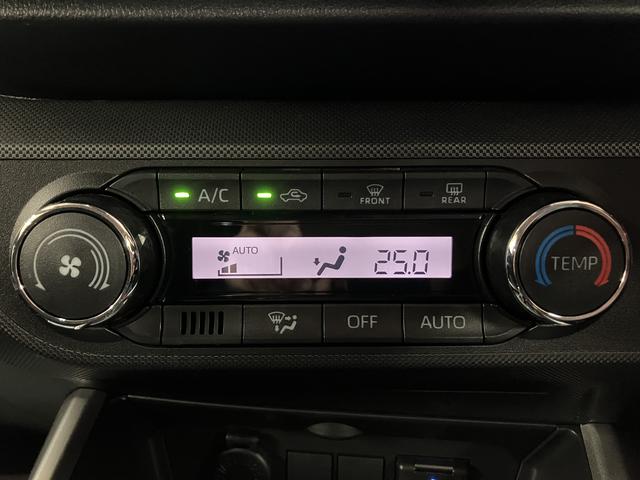 A/C
FRONT
REAR
AUTO
25.0
TEMP
OFF
AUTO